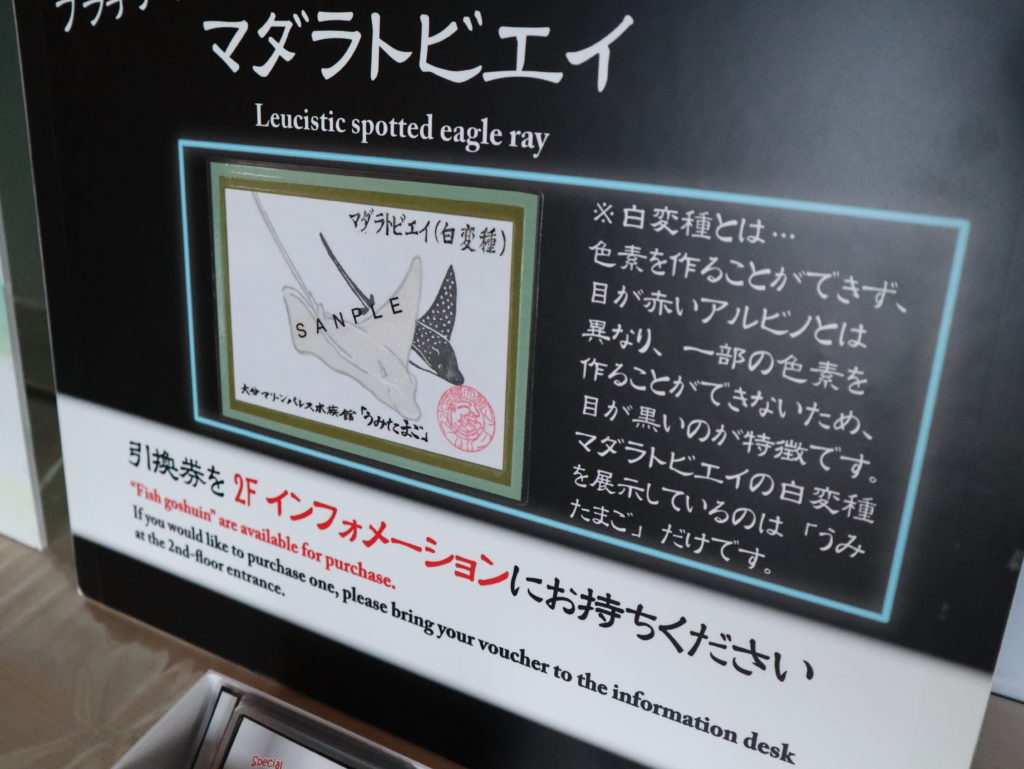 マダラトビエイ
Leucistic spotted eagle ray
マダラトビエイ(白変種)
SANPLE
大分マリーンパレス水族館「うみたまご」
※白変種とは…
色素を作ることができず、
目が赤いアルビノとは
異なり、一部の色素を
作ることができないため、
目が黒いのが特徴です。
マダラトビエイの白変種
を展示しているのは「うみ
たまご」だけです。
引換券を2Fインフォメーションにお持ちください
"Fish goshuin" are available for purchase.
If you would like to purchase one, please bring your voucher to the information desk
at the 2nd-floor entrance.
Special